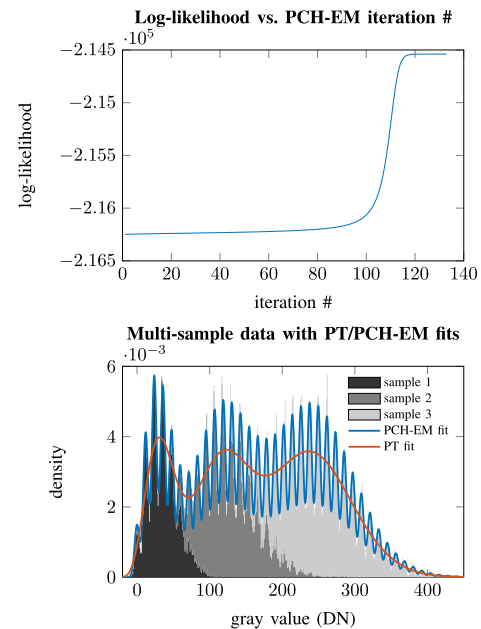 Log-likelihood vs. PCH-EM iteration #
·10⁵
−2.145
−2.15
−2.155
−2.16
−2.165
log-likelihood
0 20 40 60 80 100 120 140
iteration #
Multi-sample data with PT/PCH-EM fits
·10⁻³
6
4
2
0
density
sample 1
sample 2
sample 3
PCH-EM fit
PT fit
0 100 200 300 400
gray value (DN)